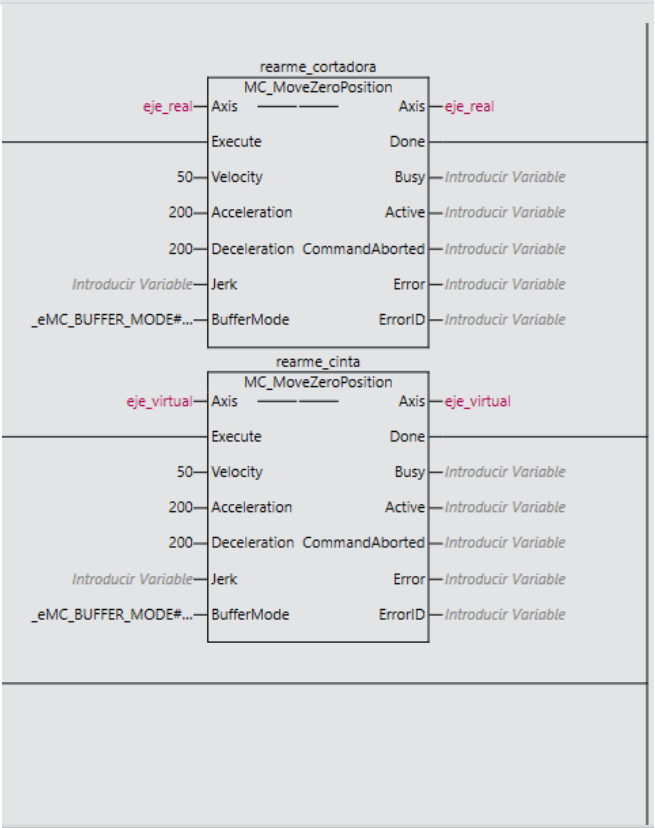 rearme_cortadora
MC_MoveZeroPosition
eje_real Axis Axis eje_real
Execute Done
50 Velocity Busy Introducir Variable
200 Acceleration Active Introducir Variable
200 Deceleration CommandAborted Introducir Variable
Introducir Variable Jerk Error Introducir Variable
_eMC_BUFFER_MODE#... BufferMode ErrorID Introducir Variable
rearme_cinta
MC_MoveZeroPosition
eje_virtual Axis Axis eje_virtual
Execute Done
50 Velocity Busy Introducir Variable
200 Acceleration Active Introducir Variable
200 Deceleration CommandAborted Introducir Variable
Introducir Variable Jerk Error Introducir Variable
_eMC_BUFFER_MODE#... BufferMode ErrorID Introducir Variable